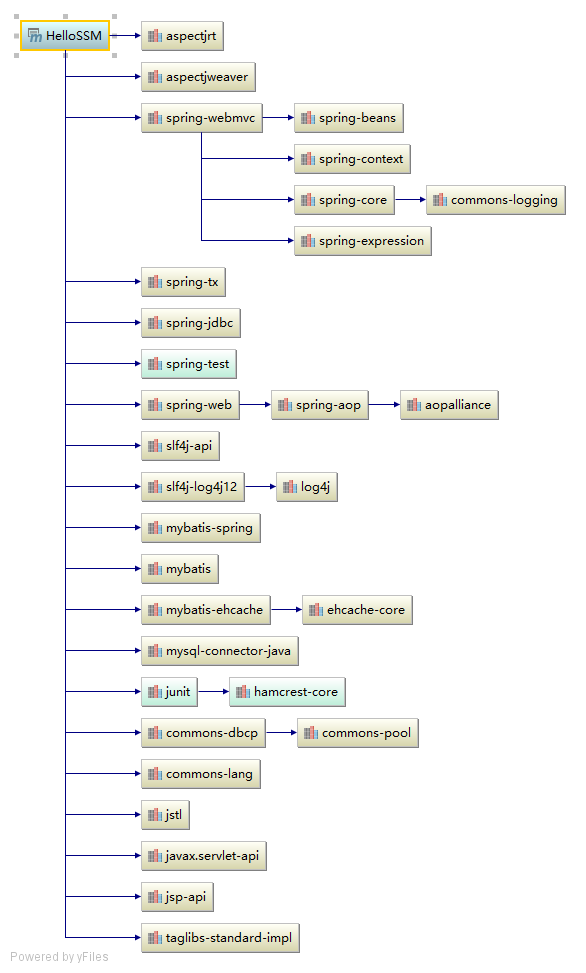 HelloSSM
aspectjrt
aspectjweaver
spring-webmvc
spring-beans
spring-context
spring-core
commons-logging
spring-expression
spring-tx
spring-jdbc
spring-test
spring-web
spring-aop
aopalliance
slf4j-api
slf4j-log4j12
log4j
mybatis-spring
mybatis
mybatis-ehcache
ehcache-core
mysql-connector-java
junit
hamcrest-core
commons-dbcp
commons-pool
commons-lang
jstl
javax.servlet-api
jsp-api
taglibs-standard-impl
Powered by yFiles